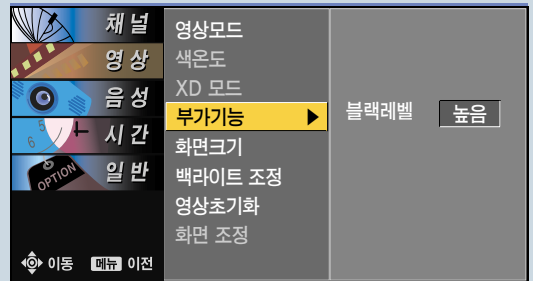 채널
영상
음성
시간
일반
OPTION
이동 메뉴 이전
영상모드
색온도
XD 모드
부가기능 ▶
화면크기
백라이트 조정
영상초기화
화면 조정
블랙레벨 높음